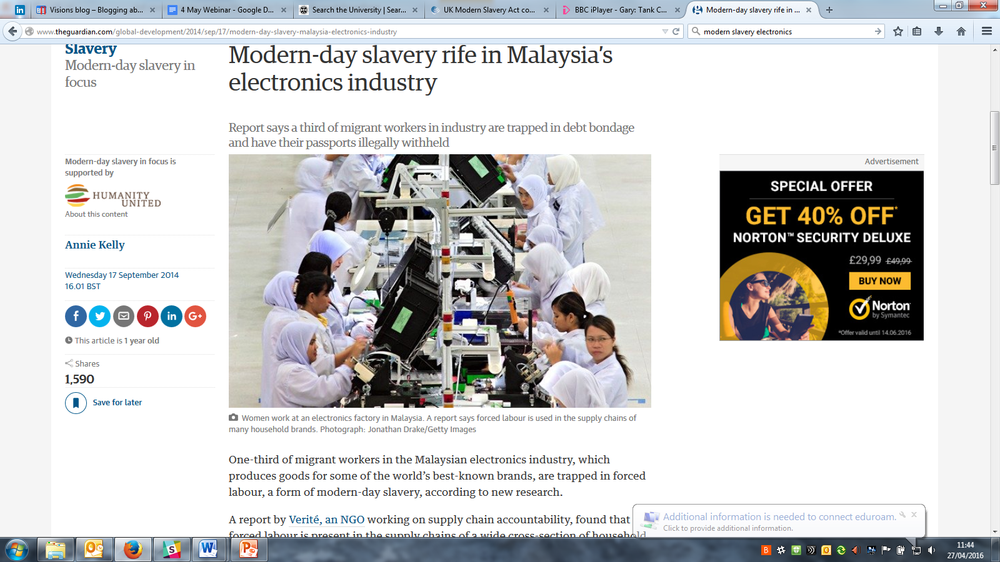 Visions blog – Blogging ab...
4 May Webinar - Google D...
Search the University | Sear...
UK Modern Slavery Act co...
BBC iPlayer - Gary: Tank C...
Modern-day slavery rife in ...
www.theguardian.com/global-development/2014/sep/17/modern-day-slavery-malaysia-electronics-industry
modern slavery electronics
Slavery
Modern-day slavery in
focus
Modern-day slavery rife in Malaysia’s
electronics industry
Report says a third of migrant workers in industry are trapped in debt bondage
and have their passports illegally withheld
Modern-day slavery in focus is
supported by
HUMANITY
UNITED
About this content
Annie Kelly
Wednesday 17 September 2014
16.01 BST
This article is 1 year old
Shares
1,590
Save for later
Women work at an electronics factory in Malaysia. A report says forced labour is used in the supply chains of
many household brands. Photograph: Jonathan Drake/Getty Images
One-third of migrant workers in the Malaysian electronics industry, which
produces goods for some of the world’s best-known brands, are trapped in forced
labour, a form of modern-day slavery, according to new research.
A report by Verité, an NGO working on supply chain accountability, found that
forced labour is present in the supply chains of a wide cross-section of household
Advertisement
SPECIAL OFFER
GET 40% OFF*
NORTON™ SECURITY DELUXE
£29,99 £49,99
BUY NOW
Norton
by Symantec
*Offer valid until 14.06.2016
Additional information is needed to connect eduroam.
Click to provide additional information.
11:44
27/04/2016